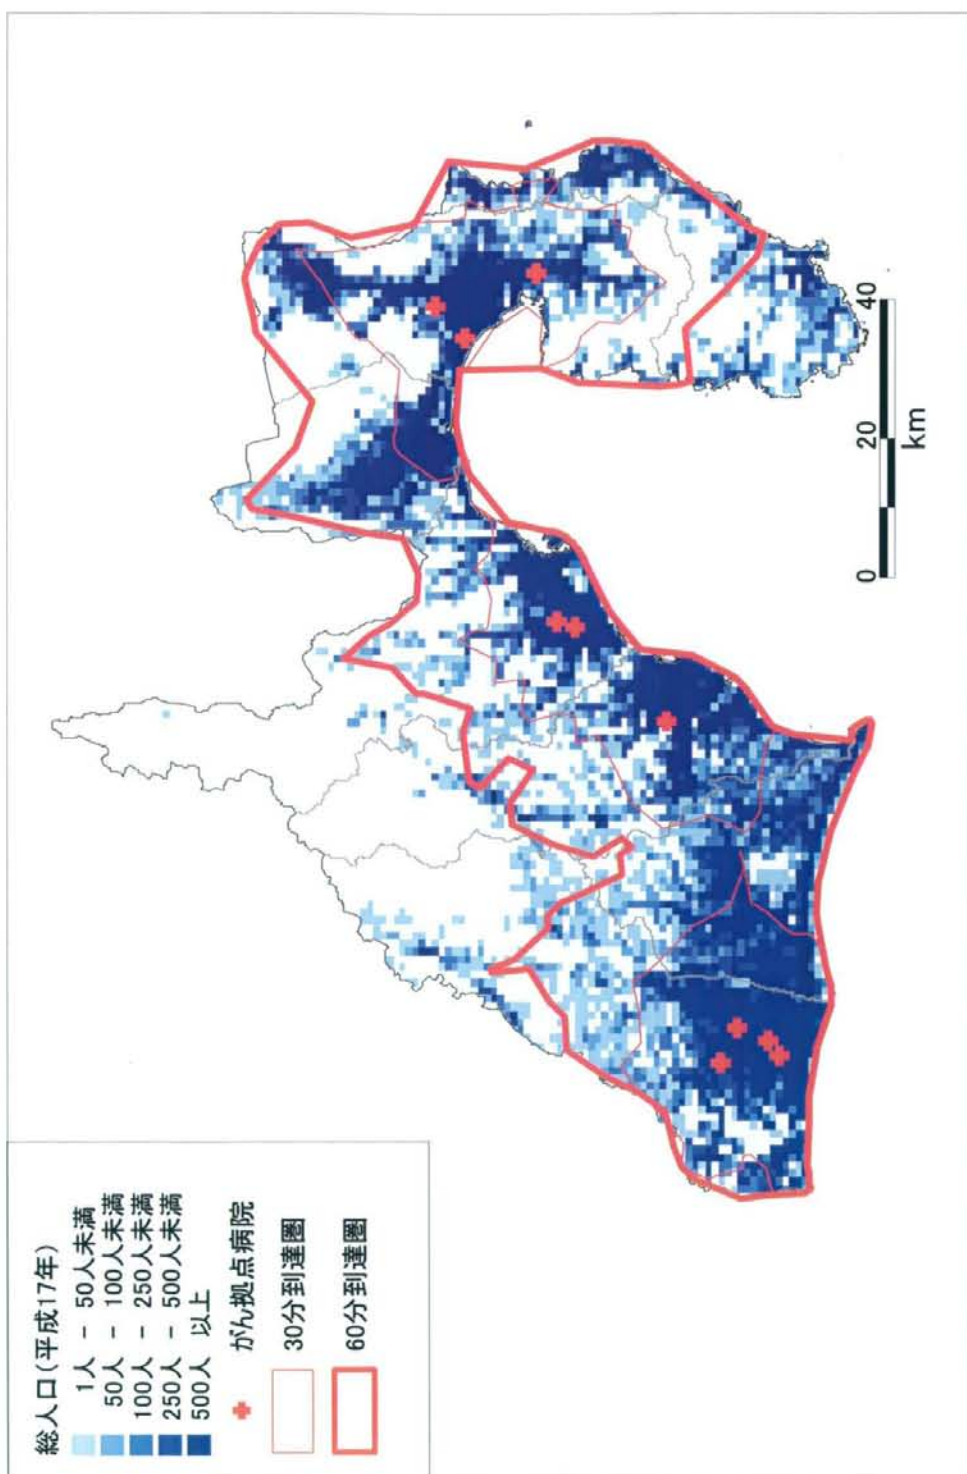 総人口(平成17年)
1人 - 50人未満
50人 - 100人未満
100人 - 250人未満
250人 - 500人未満
500人 以上
がん拠点病院
30分到達圏
60分到達圏
0 20 40
km